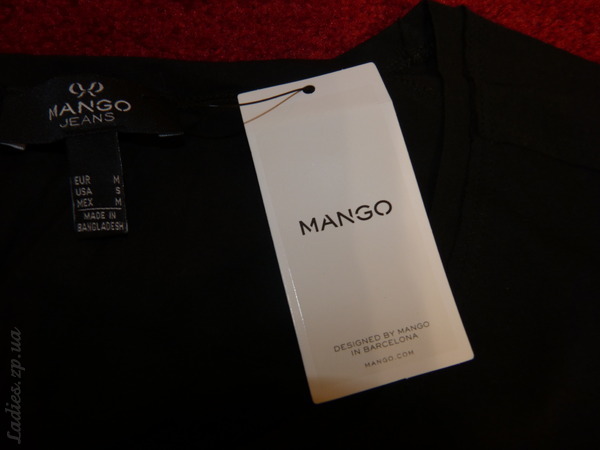 MANGO
JEANS
EUR M
USA S
MEX M
MADE IN
BANGLADESH
MANGO
DESIGNED BY MANGO
IN BARCELONA
MANGO.COM
Ladies.zp.ua